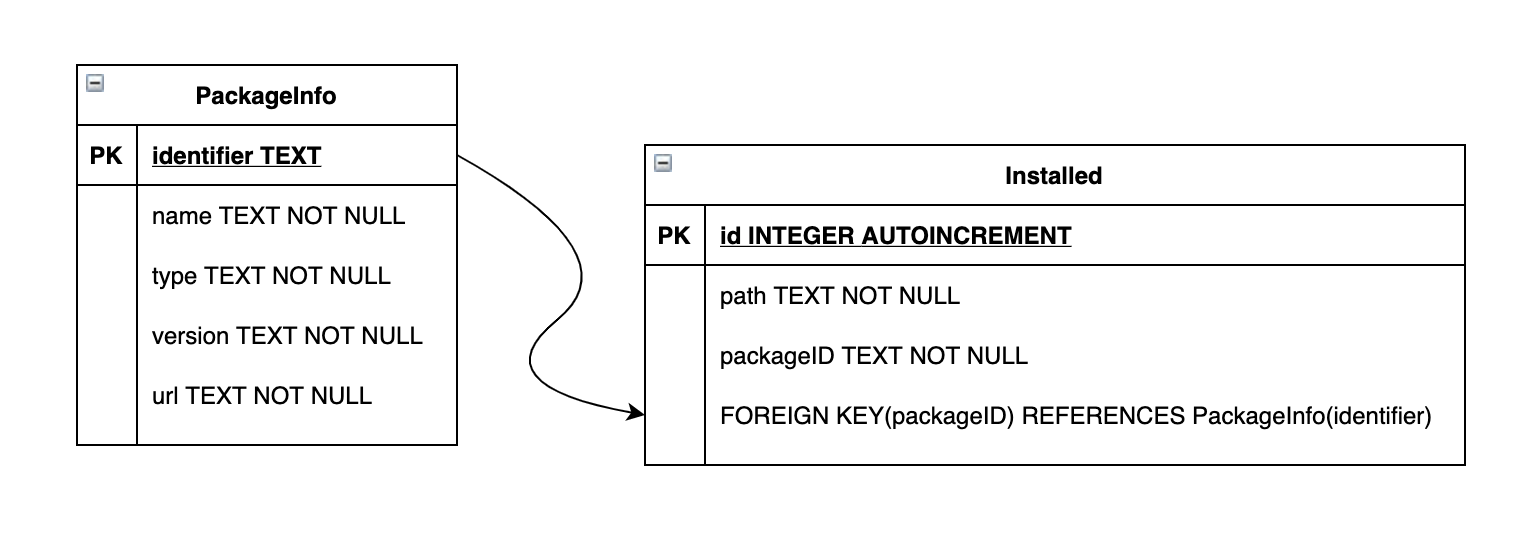 PackageInfo
PK
identifier TEXT
name TEXT NOT NULL
type TEXT NOT NULL
version TEXT NOT NULL
url TEXT NOT NULL
Installed
PK
id INTEGER AUTOINCREMENT
path TEXT NOT NULL
packageID TEXT NOT NULL
FOREIGN KEY(packageID) REFERENCES PackageInfo(identifier)